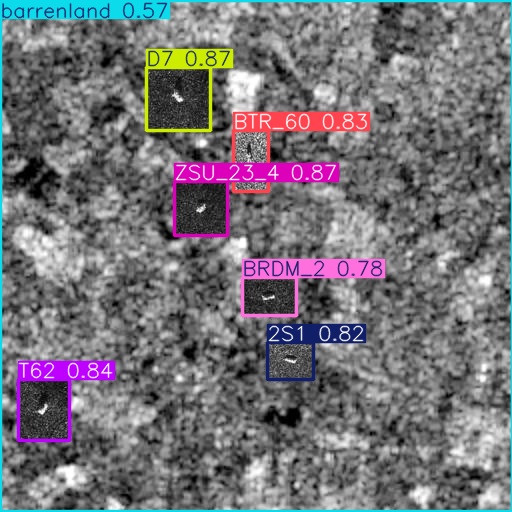 barrenland 0.57
D7 0.87
BTR_60 0.83
ZSU_23_4 0.87
BRDM_2 0.78
2S1 0.82
T62 0.84